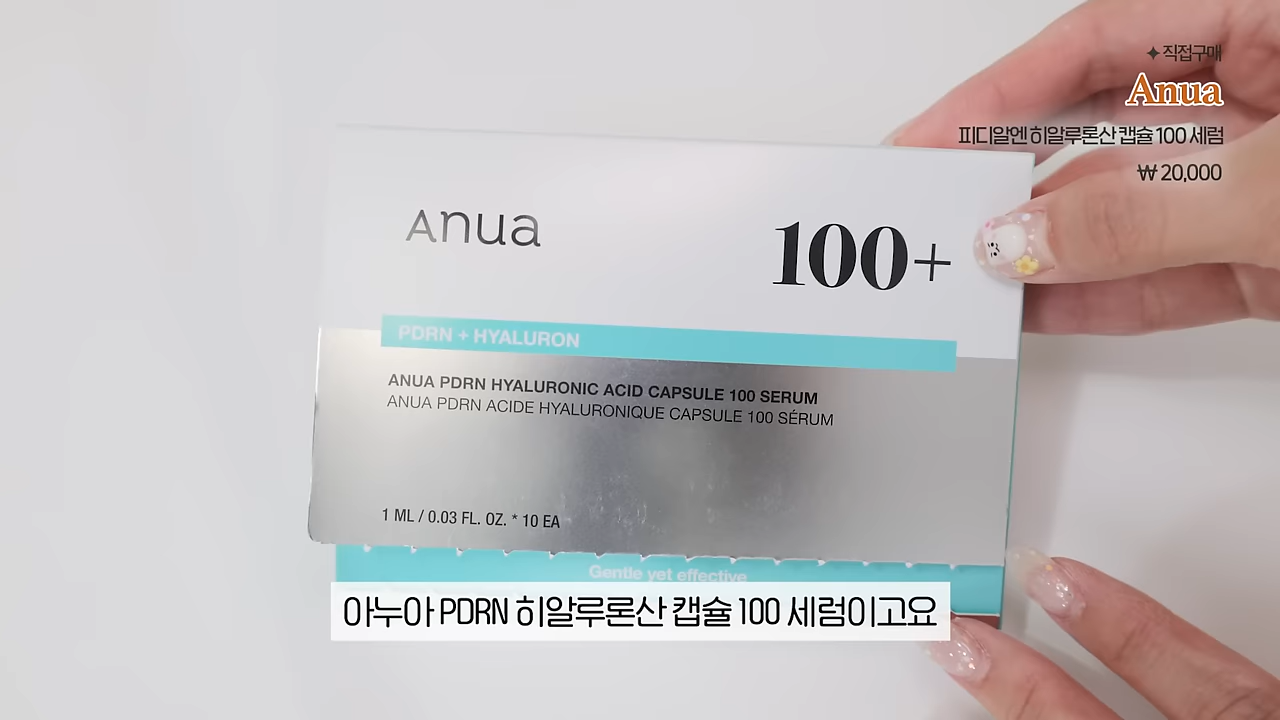 ✦직접구매
Anua
피디알엔 히알루론산 캡슐 100 세럼
₩ 20,000
Anua
100+
PDRN + HYALURON
ANUA PDRN HYALURONIC ACID CAPSULE 100 SERUM
ANUA PDRN ACIDE HYALURONIQUE CAPSULE 100 SÉRUM
1 ML / 0.03 FL. OZ. * 10 EA
Gentle yet effective
아누아 PDRN 히알루론산 캡슐 100 세럼이고요